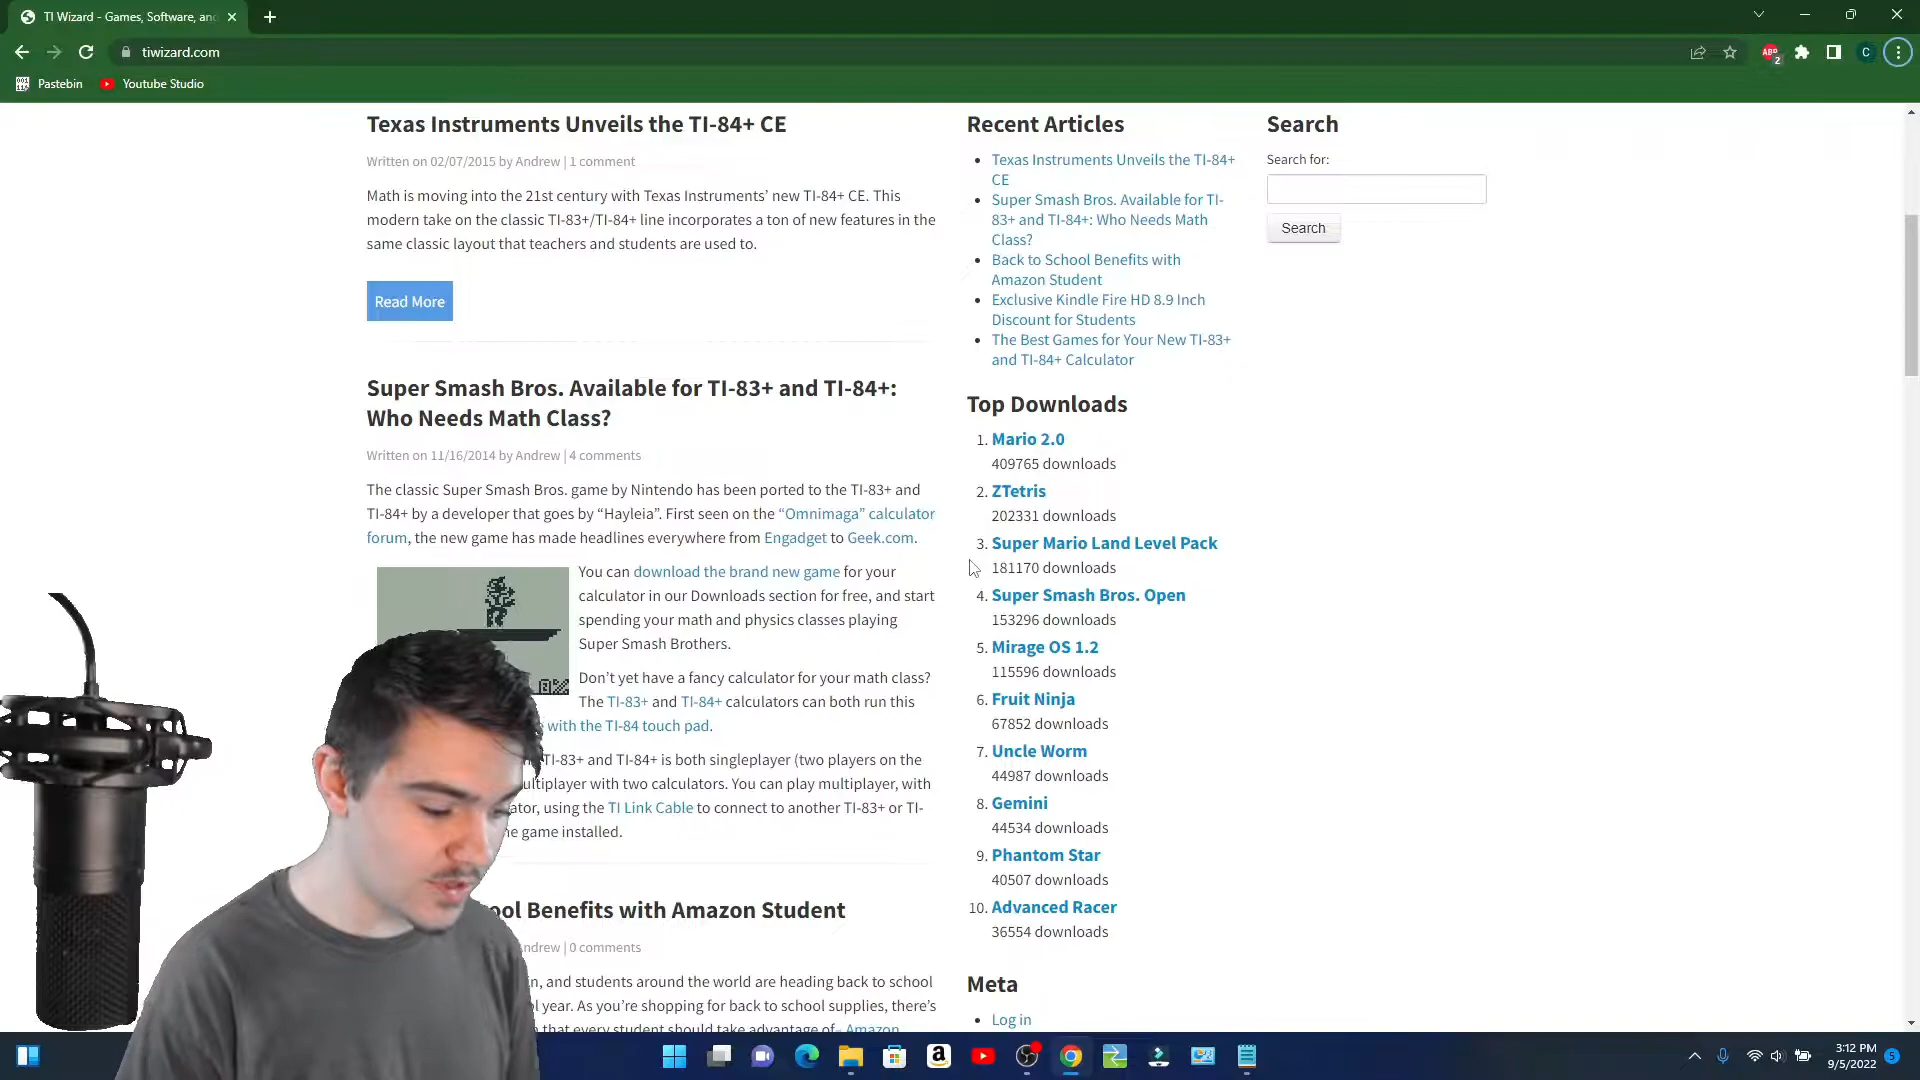 TI Wizard - Games, Software, and
tiwizard.com
ABP
2
C
Pastebin
Youtube Studio
Texas Instruments Unveils the TI-84+ CE
Written on 02/07/2015 by Andrew | 1 comment
Math is moving into the 21st century with Texas Instruments’ new TI-84+ CE. This
modern take on the classic TI-83+/TI-84+ line incorporates a ton of new features in the
same classic layout that teachers and students are used to.
Read More
Super Smash Bros. Available for TI-83+ and TI-84+:
Who Needs Math Class?
Written on 11/16/2014 by Andrew | 4 comments
The classic Super Smash Bros. game by Nintendo has been ported to the TI-83+ and
TI-84+ by a developer that goes by “Hayleia”. First seen on the “Omnimaga” calculator
forum, the new game has made headlines everywhere from Engadget to Geek.com.
You can download the brand new game for your
calculator in our Downloads section for free, and start
spending your math and physics classes playing
Super Smash Brothers.
Don’t yet have a fancy calculator for your math class?
The TI-83+ and TI-84+ calculators can both run this
with the TI-84 touch pad.
TI-83+ and TI-84+ is both singleplayer (two players on the
with two calculators. You can play multiplayer, with
using the TI Link Cable to connect to another TI-83+ or TI-
game installed.
Benefits with Amazon Student
| 0 comments
and students around the world are heading back to school
year. As you’re shopping for back to school supplies, there’s
that every student should take advantage of– Amazon
Recent Articles
Texas Instruments Unveils the TI-84+
CE
Super Smash Bros. Available for TI-
83+ and TI-84+: Who Needs Math
Class?
Back to School Benefits with
Amazon Student
Exclusive Kindle Fire HD 8.9 Inch
Discount for Students
The Best Games for Your New TI-83+
and TI-84+ Calculator
Top Downloads
1. Mario 2.0
409765 downloads
2. ZTetris
202331 downloads
3. Super Mario Land Level Pack
181170 downloads
4. Super Smash Bros. Open
153296 downloads
5. Mirage OS 1.2
115596 downloads
6. Fruit Ninja
67852 downloads
7. Uncle Worm
44987 downloads
8. Gemini
44534 downloads
9. Phantom Star
40507 downloads
10. Advanced Racer
36554 downloads
Meta
Log in
Search
Search for:
Search
3:12 PM
9/5/2022
5